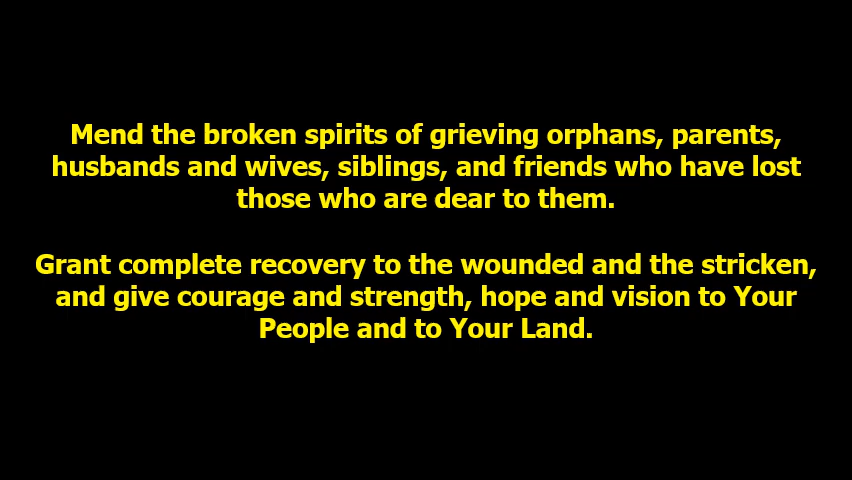 Mend the broken spirits of grieving orphans, parents,
husbands and wives, siblings, and friends who have lost
those who are dear to them.
Grant complete recovery to the wounded and the stricken,
and give courage and strength, hope and vision to Your
People and to Your Land.